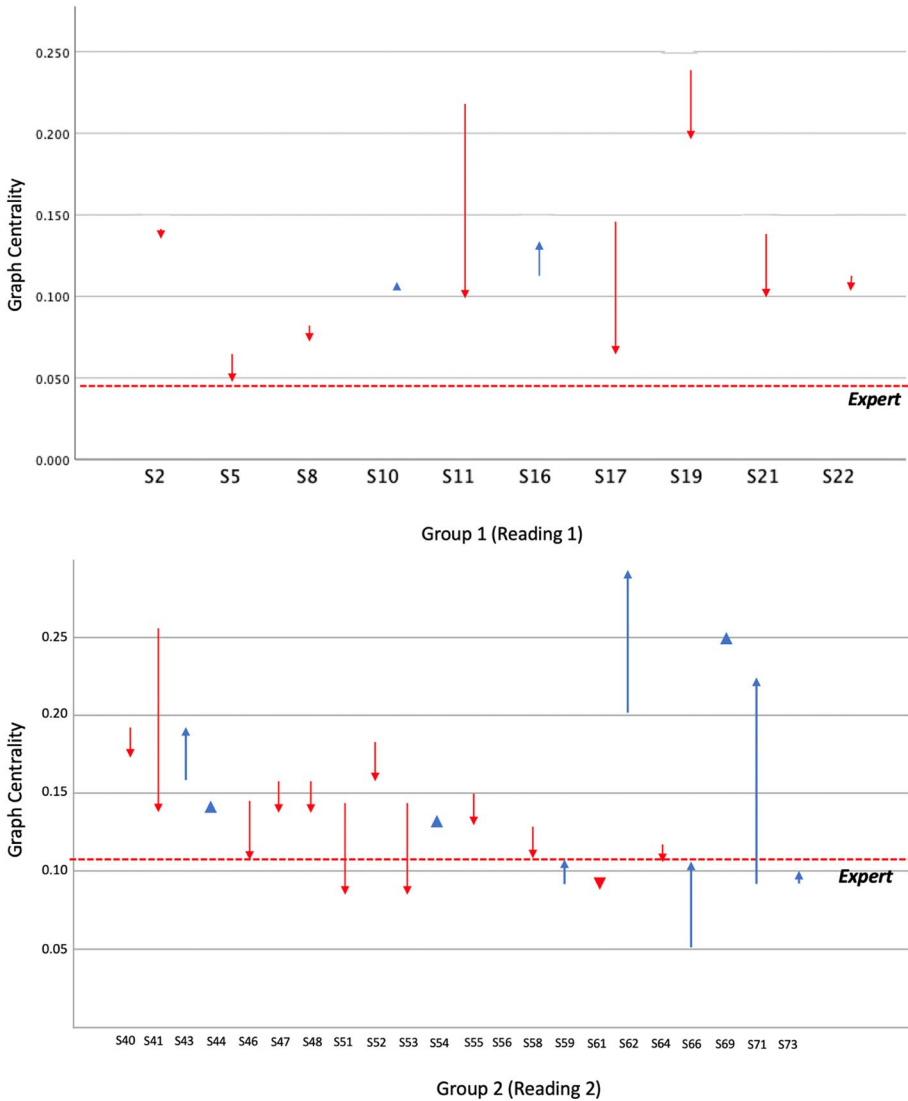 0.250
0.200
0.150
0.100
0.050
0.000
Graph Centrality
Expert
S2 S5 S8 S10 S11 S16 S17 S19 S21 S22
Group 1 (Reading 1)
0.25
0.20
0.15
0.10
0.05
Graph Centrality
Expert
S40 S41 S43 S44 S46 S47 S48 S51 S52 S53 S54 S55 S56 S58 S59 S61 S62 S64 S66 S69 S71 S73
Group 2 (Reading 2)